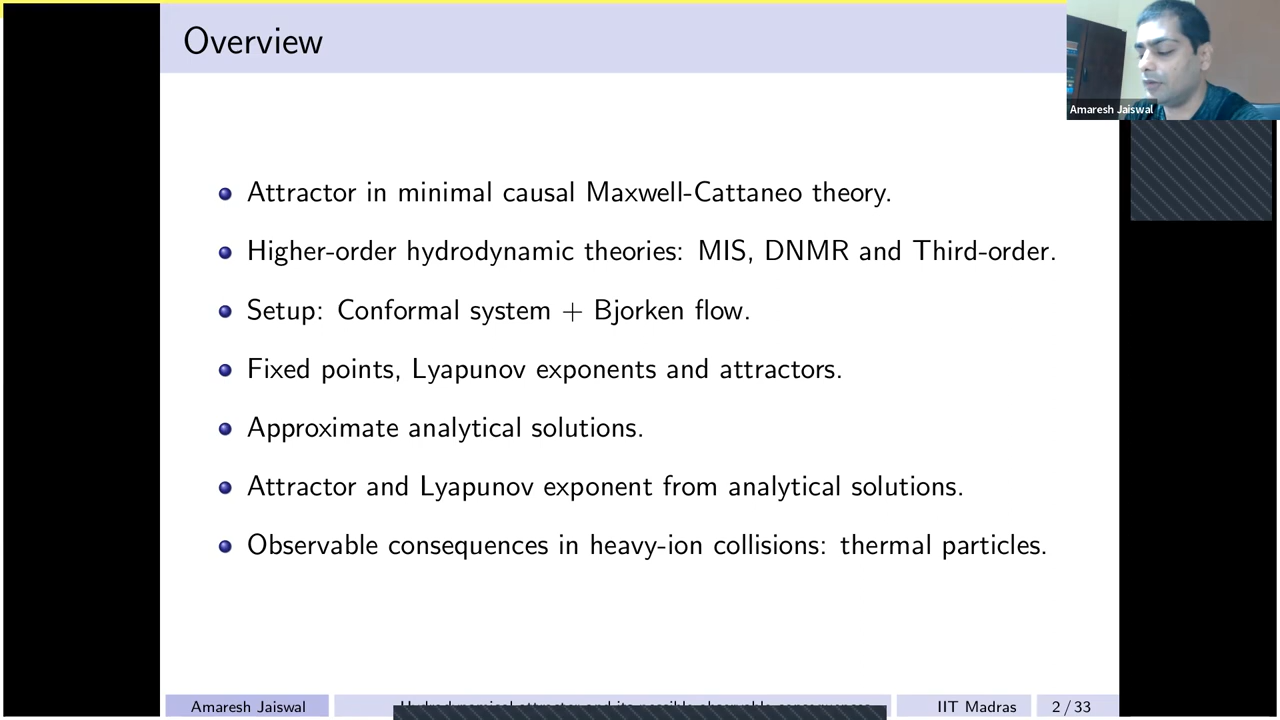 Overview
Amaresh Jaiswal
Attractor in minimal causal Maxwell-Cattaneo theory.
Higher-order hydrodynamic theories: MIS, DNMR and Third-order.
Setup: Conformal system + Bjorken flow.
Fixed points, Lyapunov exponents and attractors.
Approximate analytical solutions.
Attractor and Lyapunov exponent from analytical solutions.
Observable consequences in heavy-ion collisions: thermal particles.
Amaresh Jaiswal
IIT Madras
2 / 33